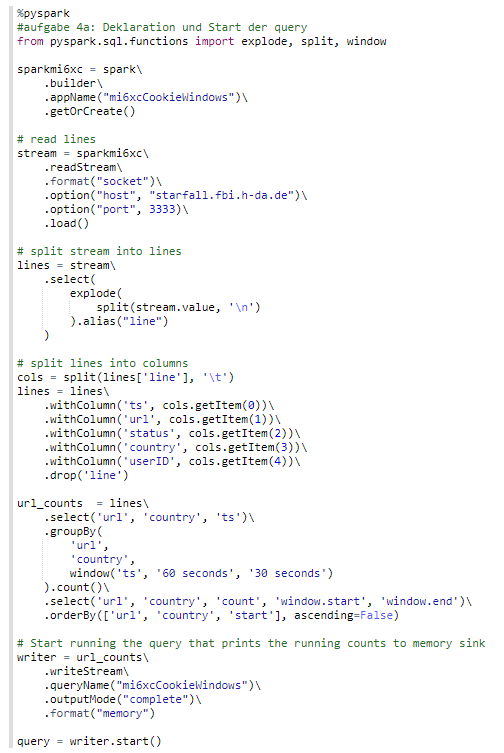 %pyspark
#aufgabe 4a: Deklaration und Start der query
from pyspark.sql.functions import explode, split, window

sparkmi6xc = spark\
    .builder\
    .appName("mi6xcCookieWindows")\
    .getOrCreate()

# read lines
stream = sparkmi6xc\
    .readStream\
    .format("socket")\
    .option("host", "starfall.fbi.h-da.de")\
    .option("port", 3333)\
    .load()

# split stream into lines
lines = stream\
    .select(
        explode(
            split(stream.value, '\n')
        ).alias("line")
    )

# split lines into columns
cols = split(lines['line'], '\t')
lines = lines\
    .withColumn('ts', cols.getItem(0))\
    .withColumn('url', cols.getItem(1))\
    .withColumn('status', cols.getItem(2))\
    .withColumn('country', cols.getItem(3))\
    .withColumn('userID', cols.getItem(4))\
    .drop('line')

url_counts  = lines\
    .select('url', 'country', 'ts')\
    .groupBy(
        'url',
        'country',
        window('ts', '60 seconds', '30 seconds')
    ).count()\
    .select('url', 'country', 'count', 'window.start', 'window.end')\
    .orderBy(['url', 'country', 'start'], ascending=False)

# Start running the query that prints the running counts to memory sink
writer = url_counts\
    .writeStream\
    .queryName("mi6xcCookieWindows")\
    .outputMode("complete")\
    .format("memory")

query = writer.start()